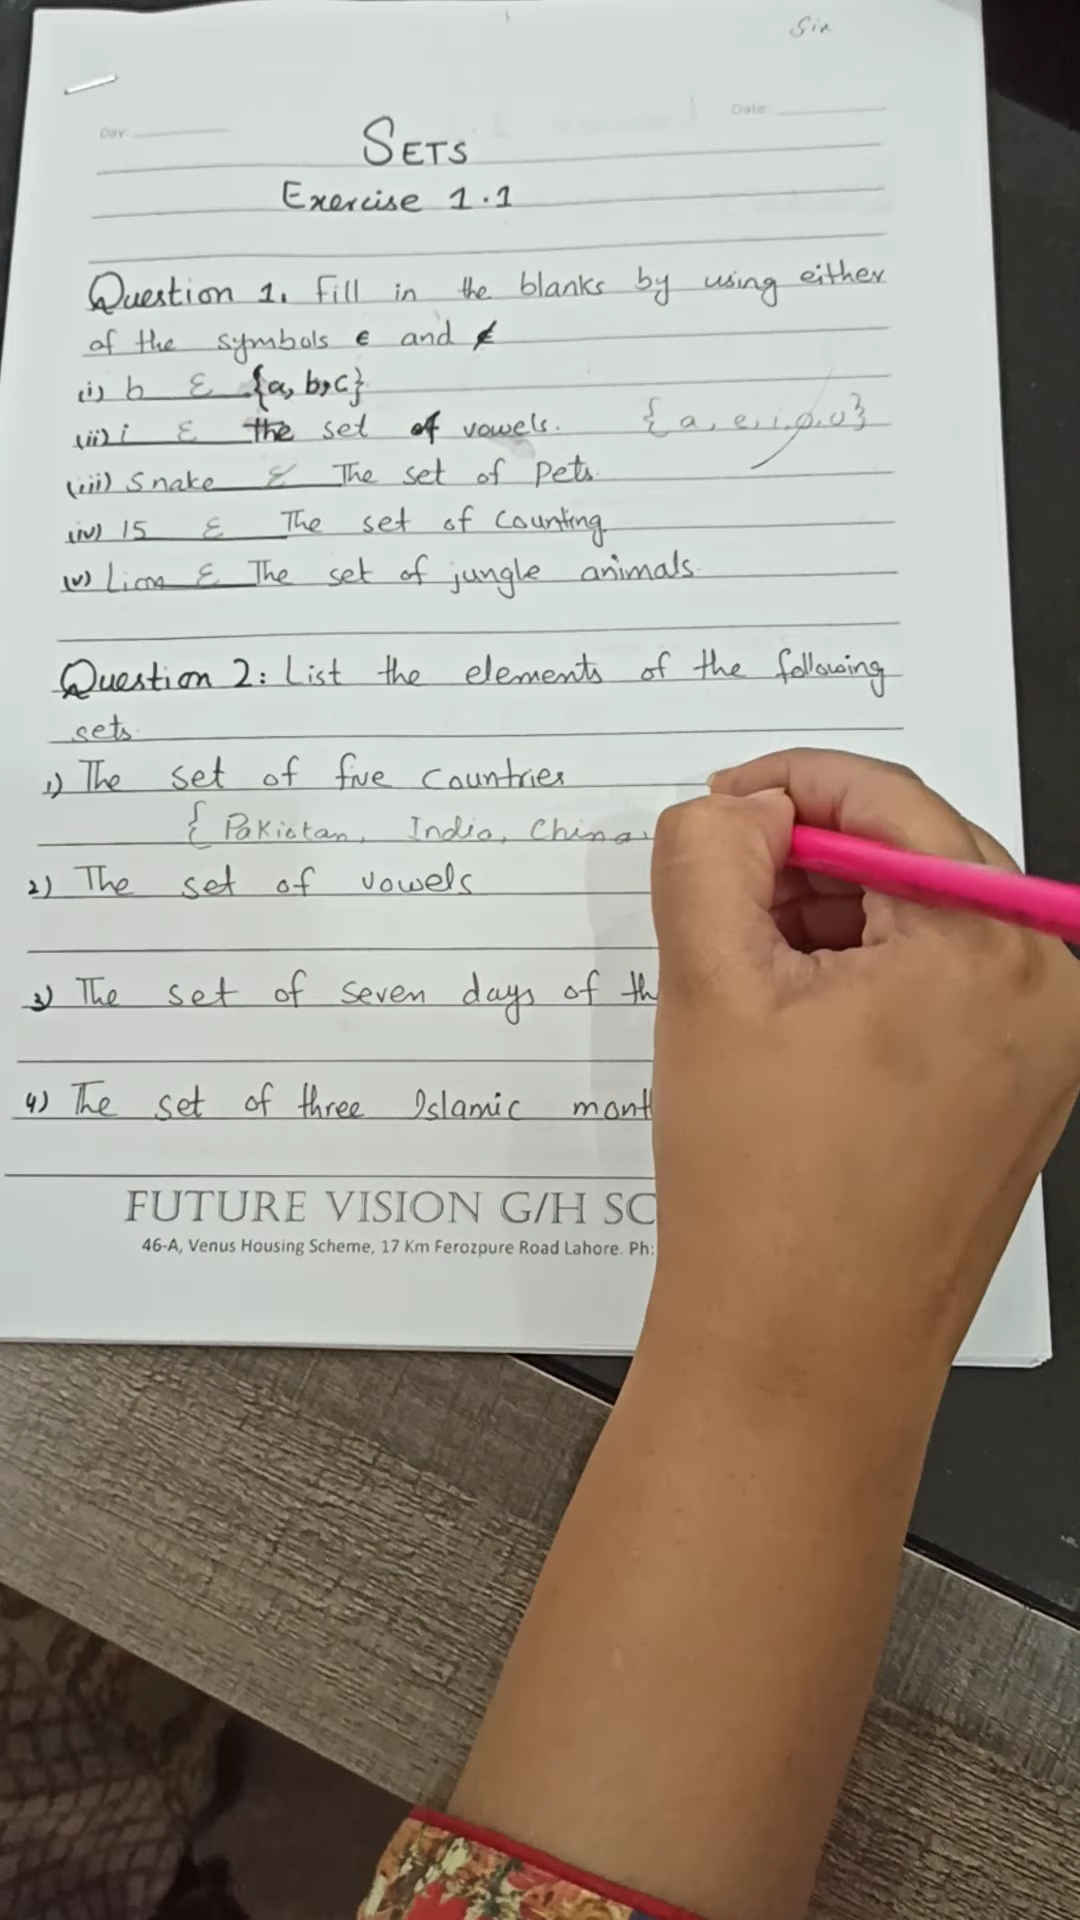 Sir
Day:
Date:
SETS
Exercise 1.1
Question 1. Fill in the blanks by using either
of the symbols ∈ and ∉
(i) b ∈ {a, b, c}
(ii) i ∈ the set of vowels. {a, e, i, o, u}
(iii) Snake ∉ The set of Pets.
(iv) 15 ∈ The set of Counting
(v) Lion ∈ The set of jungle animals.
Question 2: List the elements of the following
sets.
1) The set of five Countries
{ Pakistan, India, China,
2) The set of vowels
3) The set of seven days of
4) The set of three Islamic
FUTURE VISION G/H
46-A, Venus Housing Scheme, 17 Km Ferozpure Road Lahore. Ph: